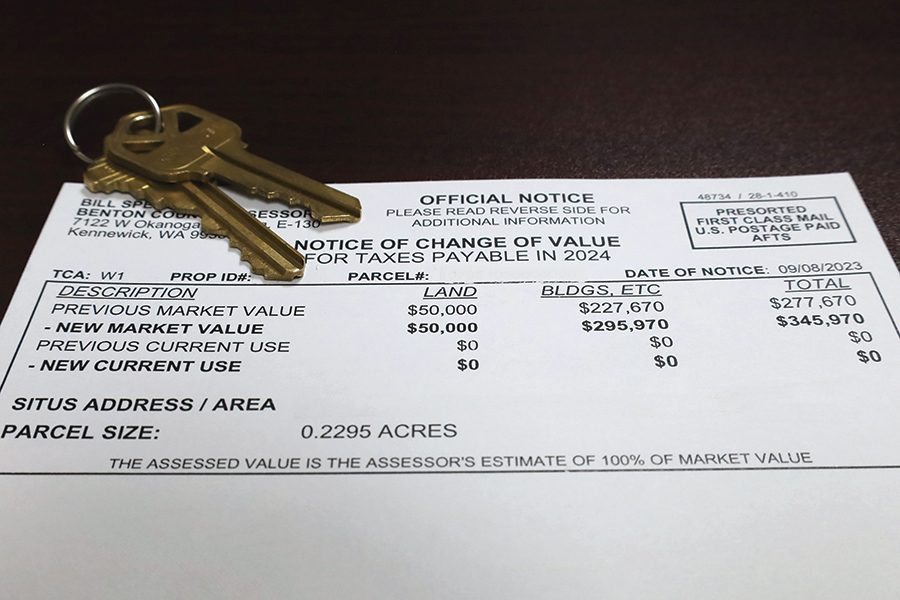 BILL
BENTON
7122 W
Kennewick, WA
E-130
OFFICIAL NOTICE
PLEASE READ REVERSE SIDE FOR
ADDITIONAL INFORMATION
NOTICE OF CHANGE OF VALUE
FOR TAXES PAYABLE IN 2024
48734 / 28-1-410
PRESORTED
FIRST CLASS MAIL
U.S. POSTAGE PAID
AFTS
TCA: W1 PROP ID#: PARCEL#: DATE OF NOTICE: 09/08/2023
DESCRIPTION LAND BLDGS, ETC TOTAL
PREVIOUS MARKET VALUE $50,000 $227,670 $277,670
- NEW MARKET VALUE $50,000 $295,970 $345,970
PREVIOUS CURRENT USE $0 $0 $0
- NEW CURRENT USE $0 $0 $0
SITUS ADDRESS / AREA
PARCEL SIZE: 0.2295 ACRES
THE ASSESSED VALUE IS THE ASSESSOR'S ESTIMATE OF 100% OF MARKET VALUE